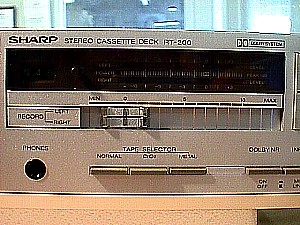 SHARP STEREO CASSETTE DECK RT-200
DOLBY SYSTEM
MIN 0 5 10 MAX
RECORD LEFT
RIGHT
PHONES
TAPE SELECTOR
DOLBY NR
NORMAL CrO2 METAL
ON
OFF